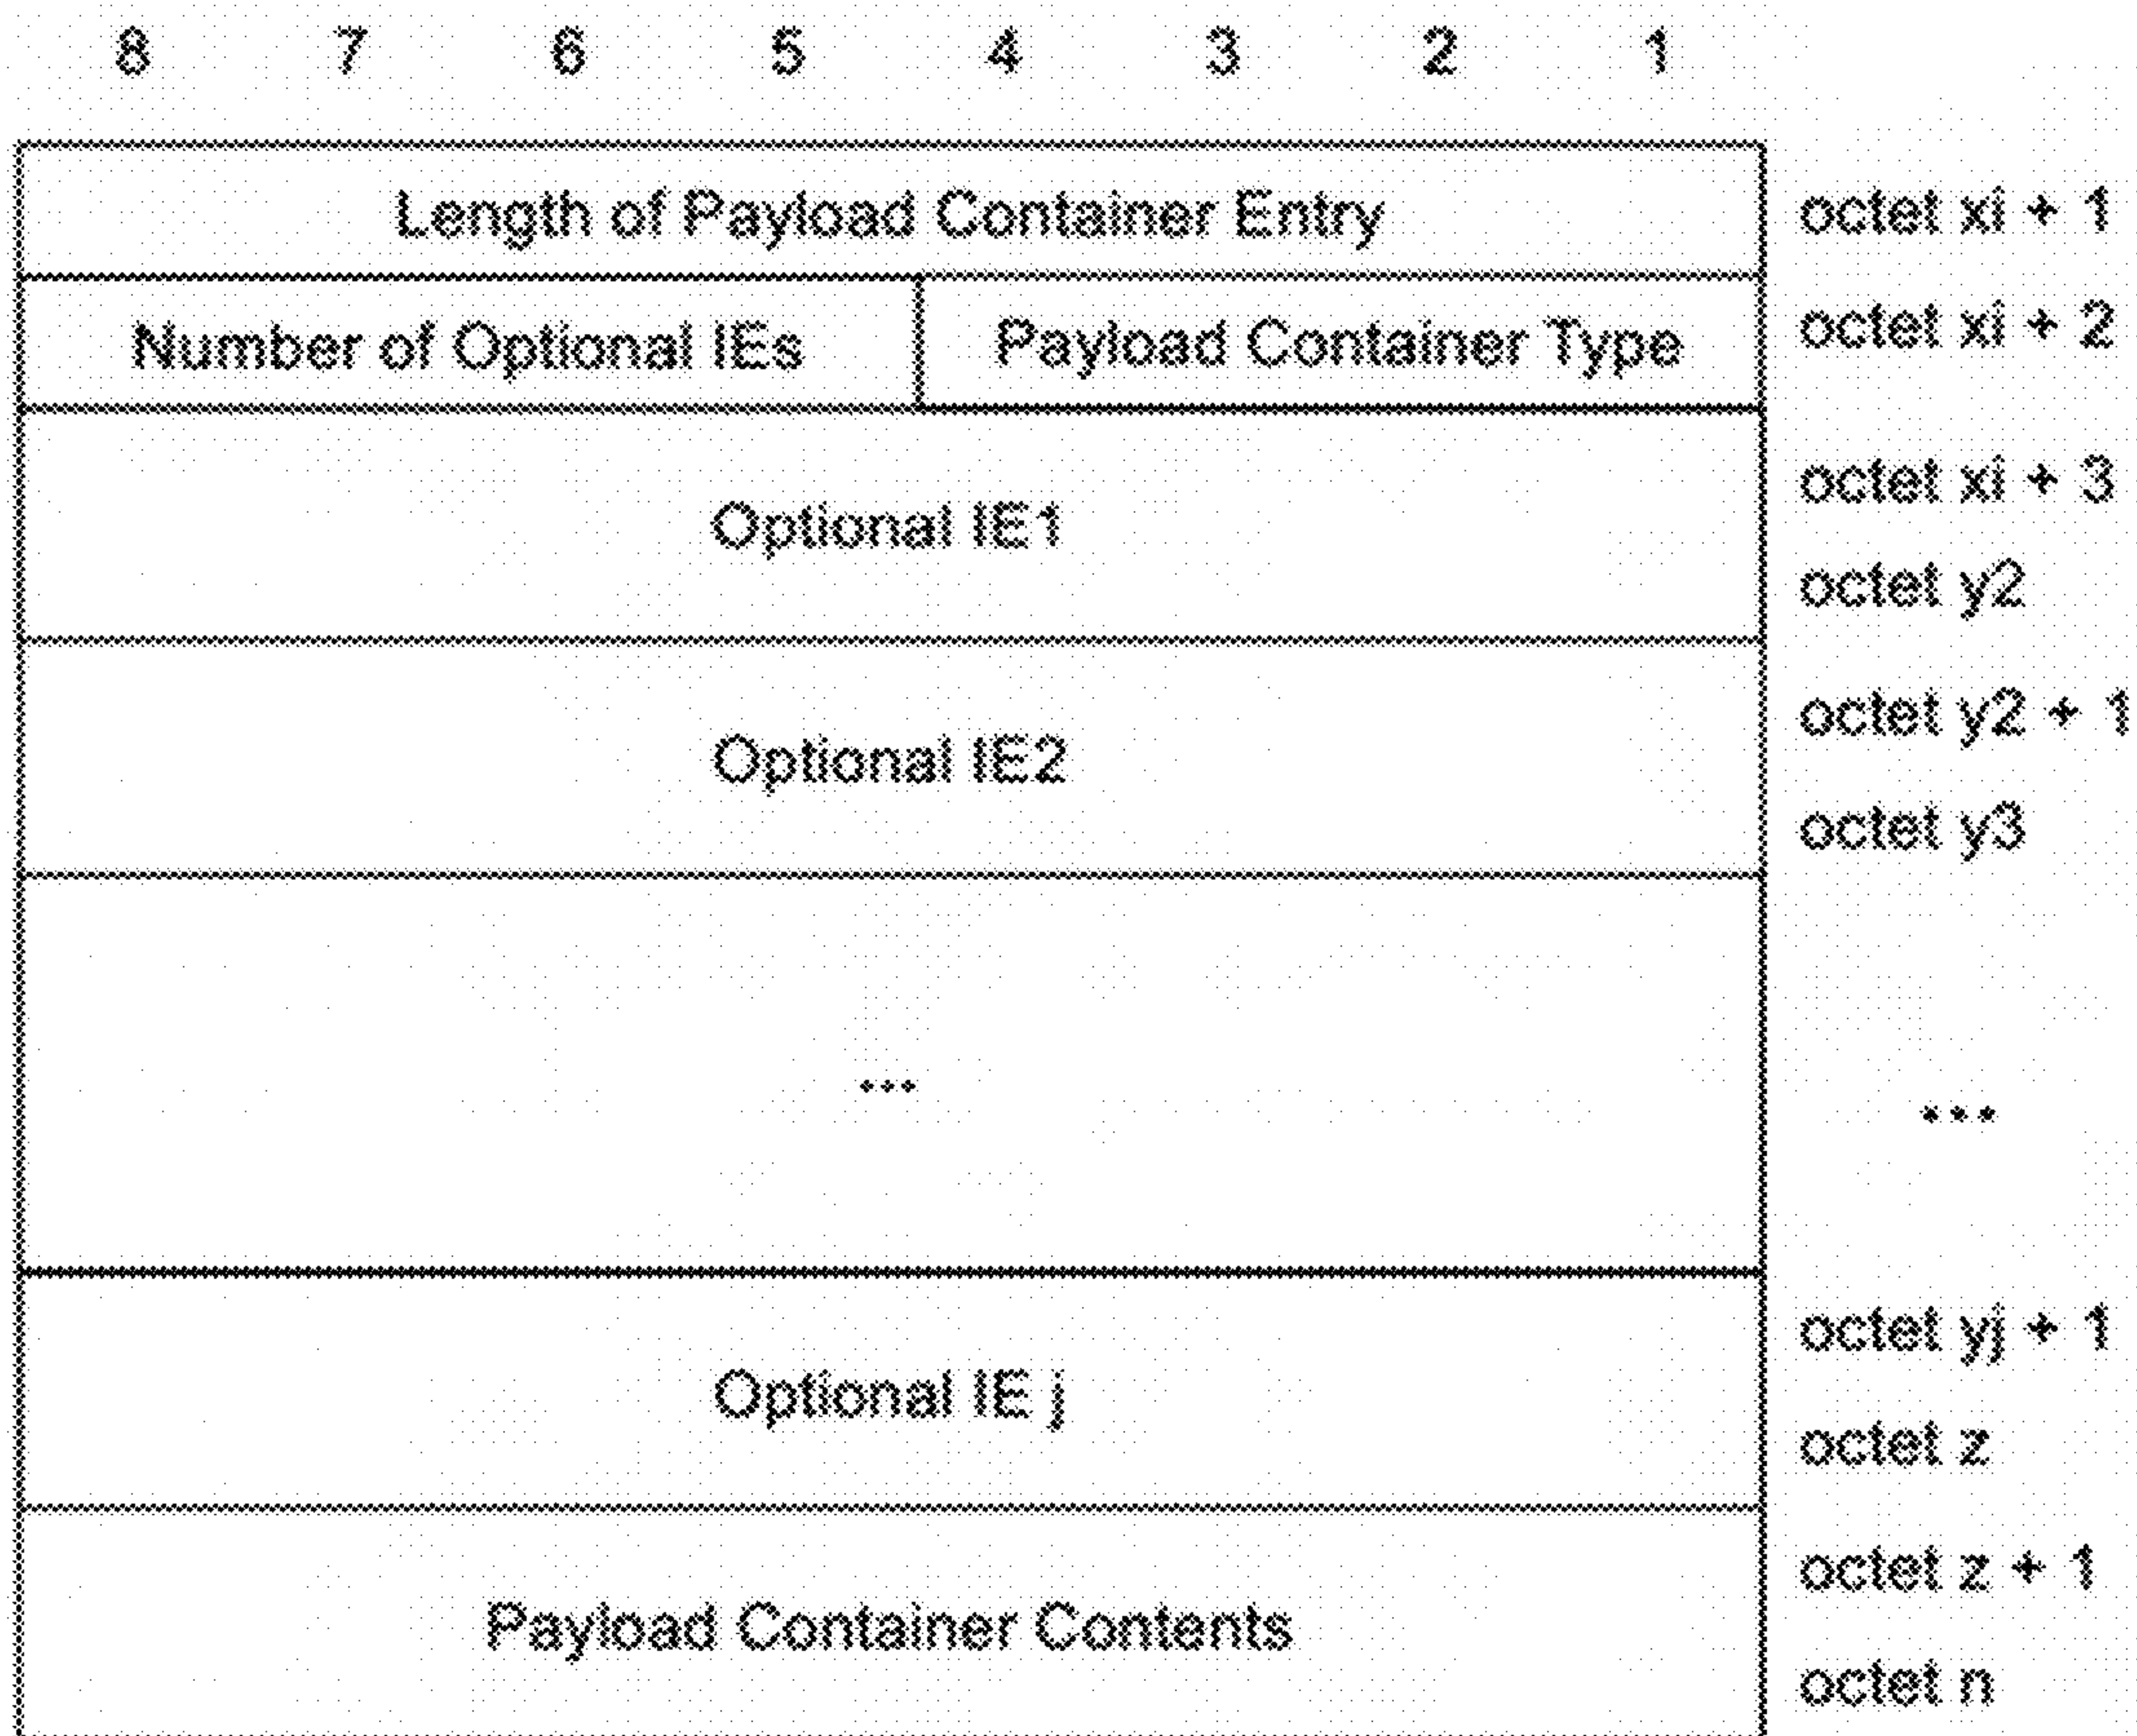 8 7 6 5 4 3 2 1
Length of Payload Container Entry octet xi + 1
Number of Optional IEs Payload Container Type octet xi + 2
octet xi + 3
Optional IE1
octet y2
octet y2 + 1
Optional IE2
octet y3
...
...
octet yj + 1
Optional IE j
octet z
octet z + 1
Payload Container Contents
octet n